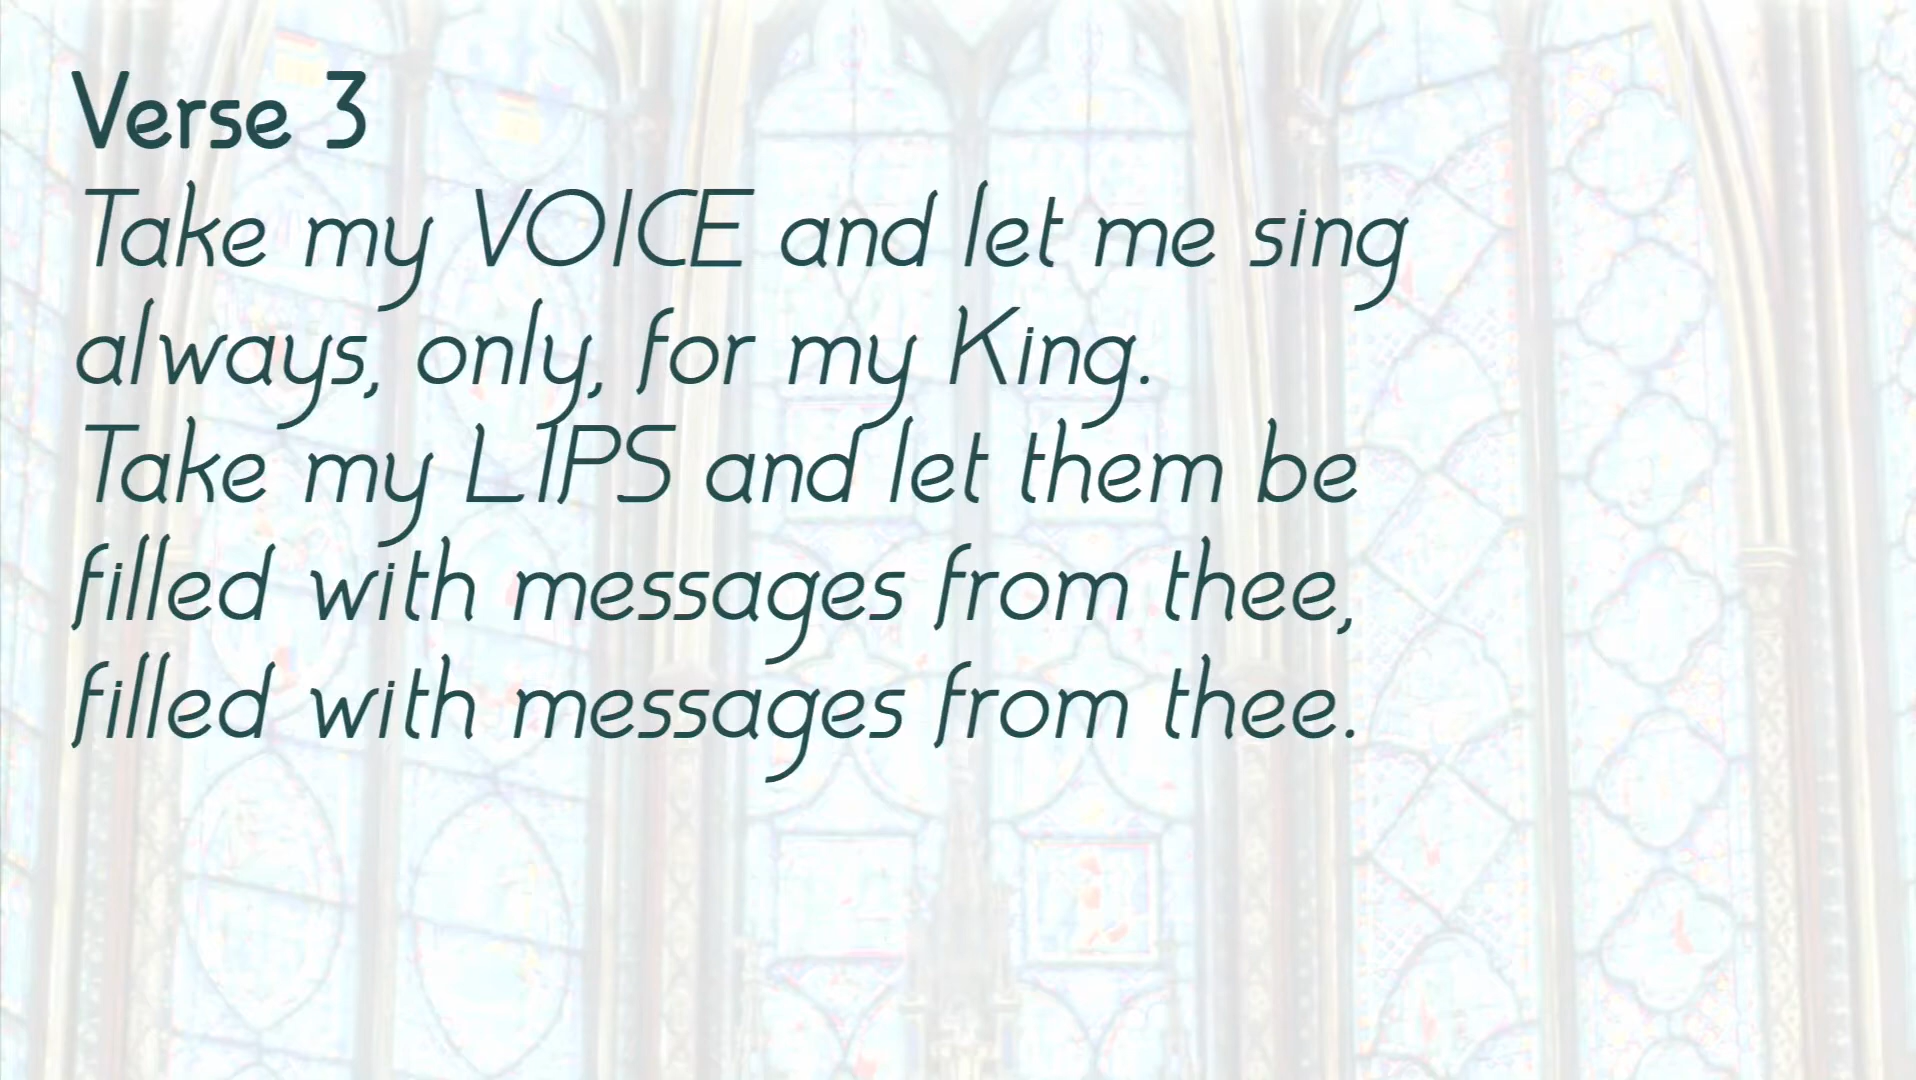 Verse 3
Take my VOICE and let me sing
always, only, for my King.
Take my LIPS and let them be
filled with messages from thee,
filled with messages from thee.